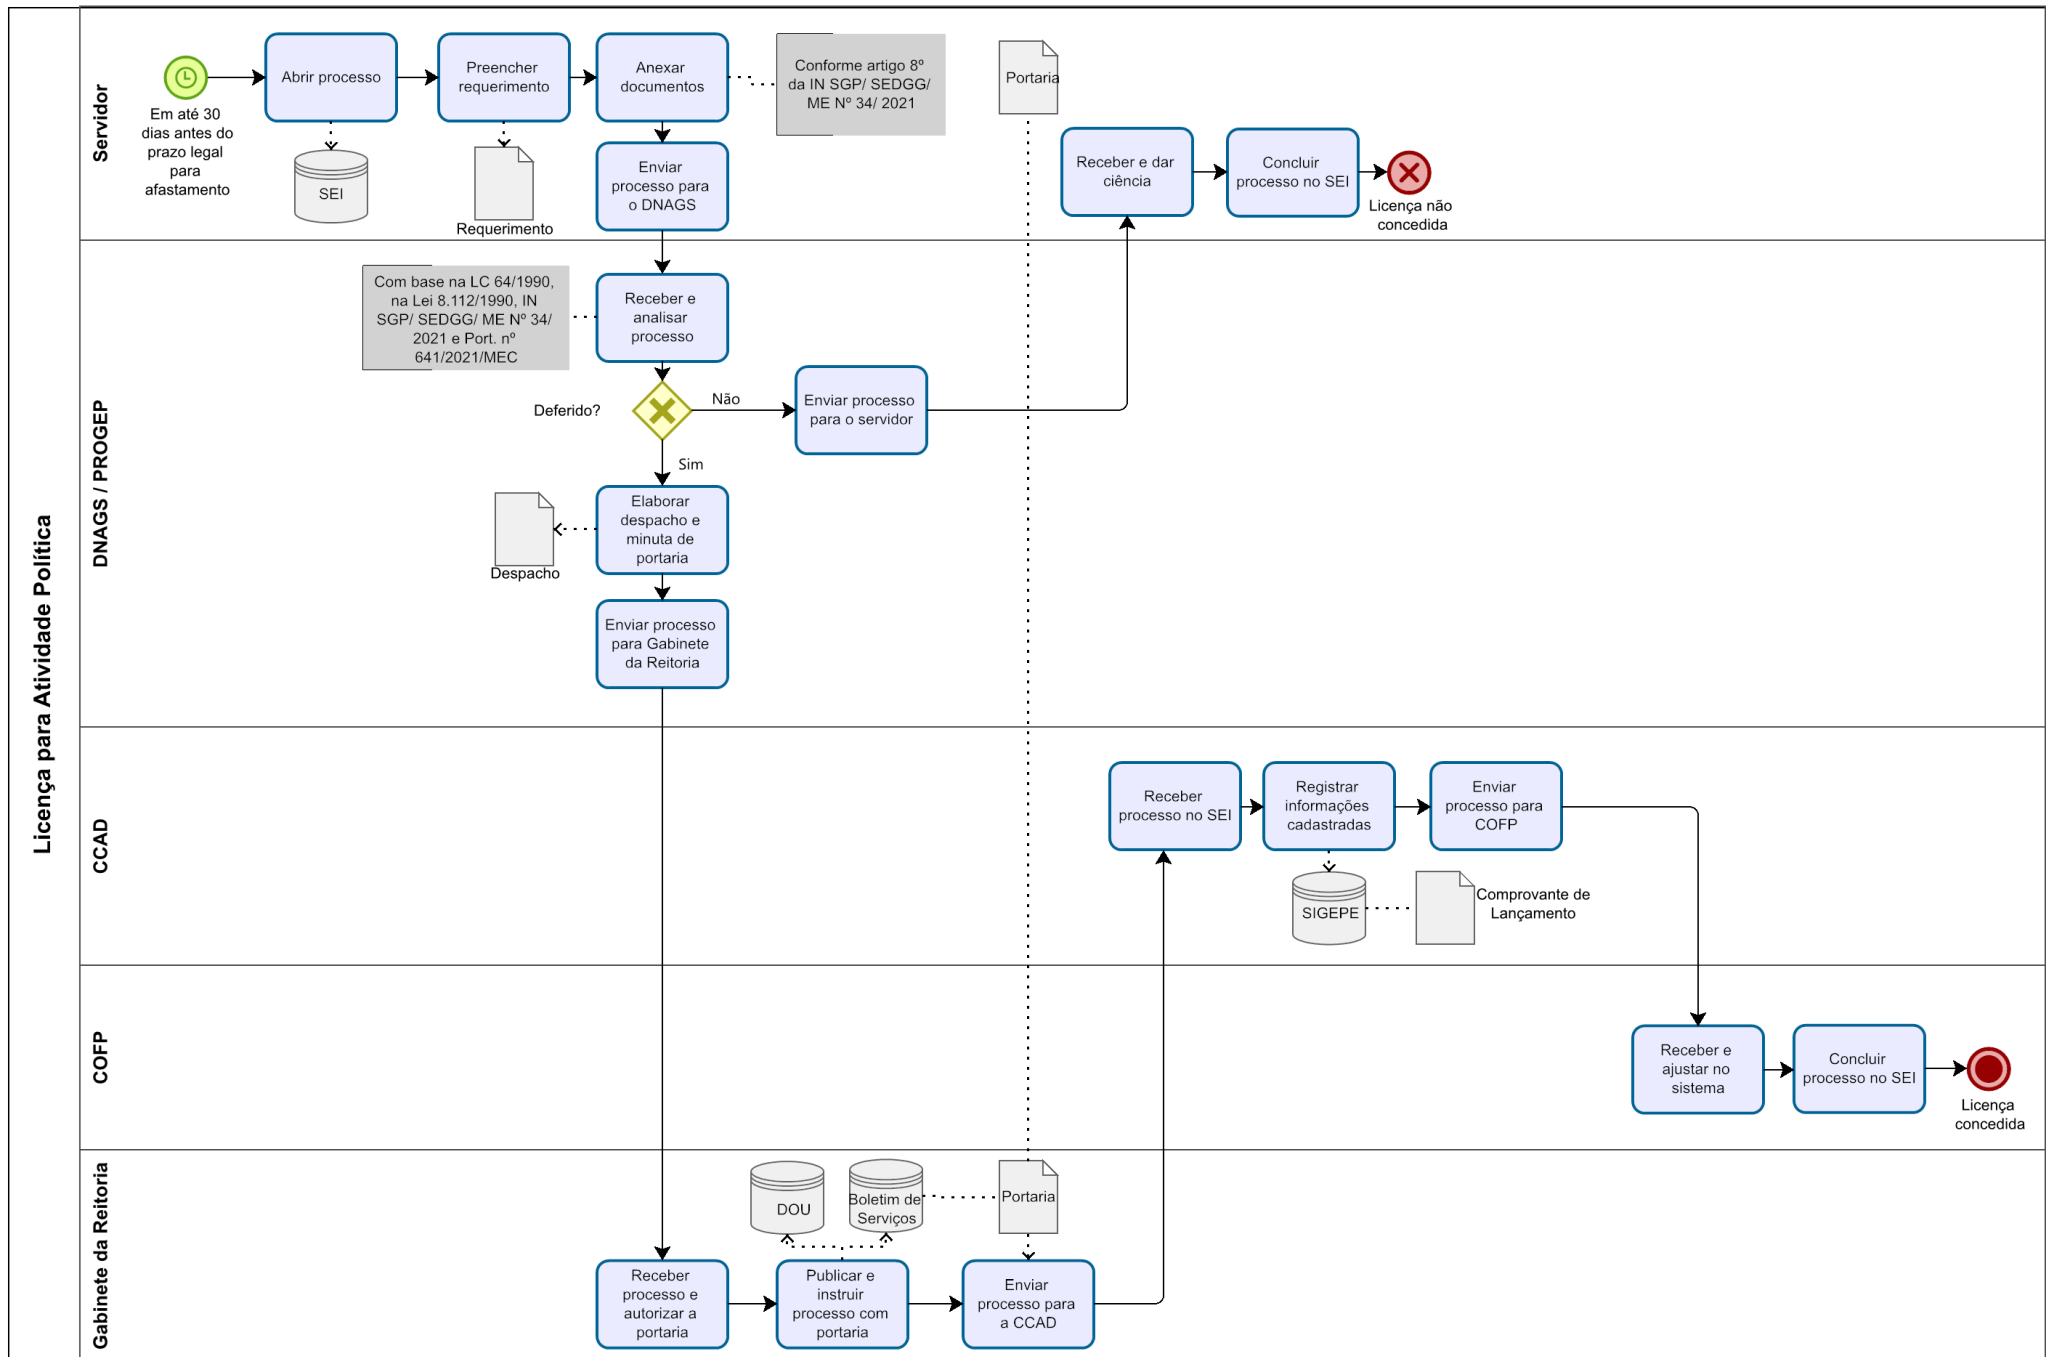 Licença para Atividade Política
Servidor
Em até 30
dias antes do
prazo legal
para
afastamento
Abrir processo
SEI
Preencher
requerimento
Requerimento
Anexar
documentos
Conforme artigo 8º
da IN SGP/ SEDGG/
ME Nº 34/ 2021
Enviar
processo para
o DNAGS
Portaria
Receber e dar
ciência
Concluir
processo no SEI
Licença não
concedida
DNAGS / PROGEP
Com base na LC 64/1990,
na Lei 8.112/1990, IN
SGP/ SEDGG/ ME Nº 34/
2021 e Port. nº
641/2021/MEC
Receber e
analisar
processo
Deferido?
Não
Enviar processo
para o servidor
Sim
Elaborar
despacho e
minuta de
portaria
Despacho
Enviar processo
para Gabinete
da Reitoria
CCAD
Receber
processo no SEI
Registrar
informações
cadastradas
Enviar
processo para
COFP
SIGEPE
Comprovante de
Lançamento
COFP
Receber e
ajustar no
sistema
Concluir
processo no SEI
Licença
concedida
Gabinete da Reitoria
DOU
Boletim de
Serviços
Portaria
Receber
processo e
autorizar a
portaria
Publicar e
instruir
processo com
portaria
Enviar
processo para
a CCAD